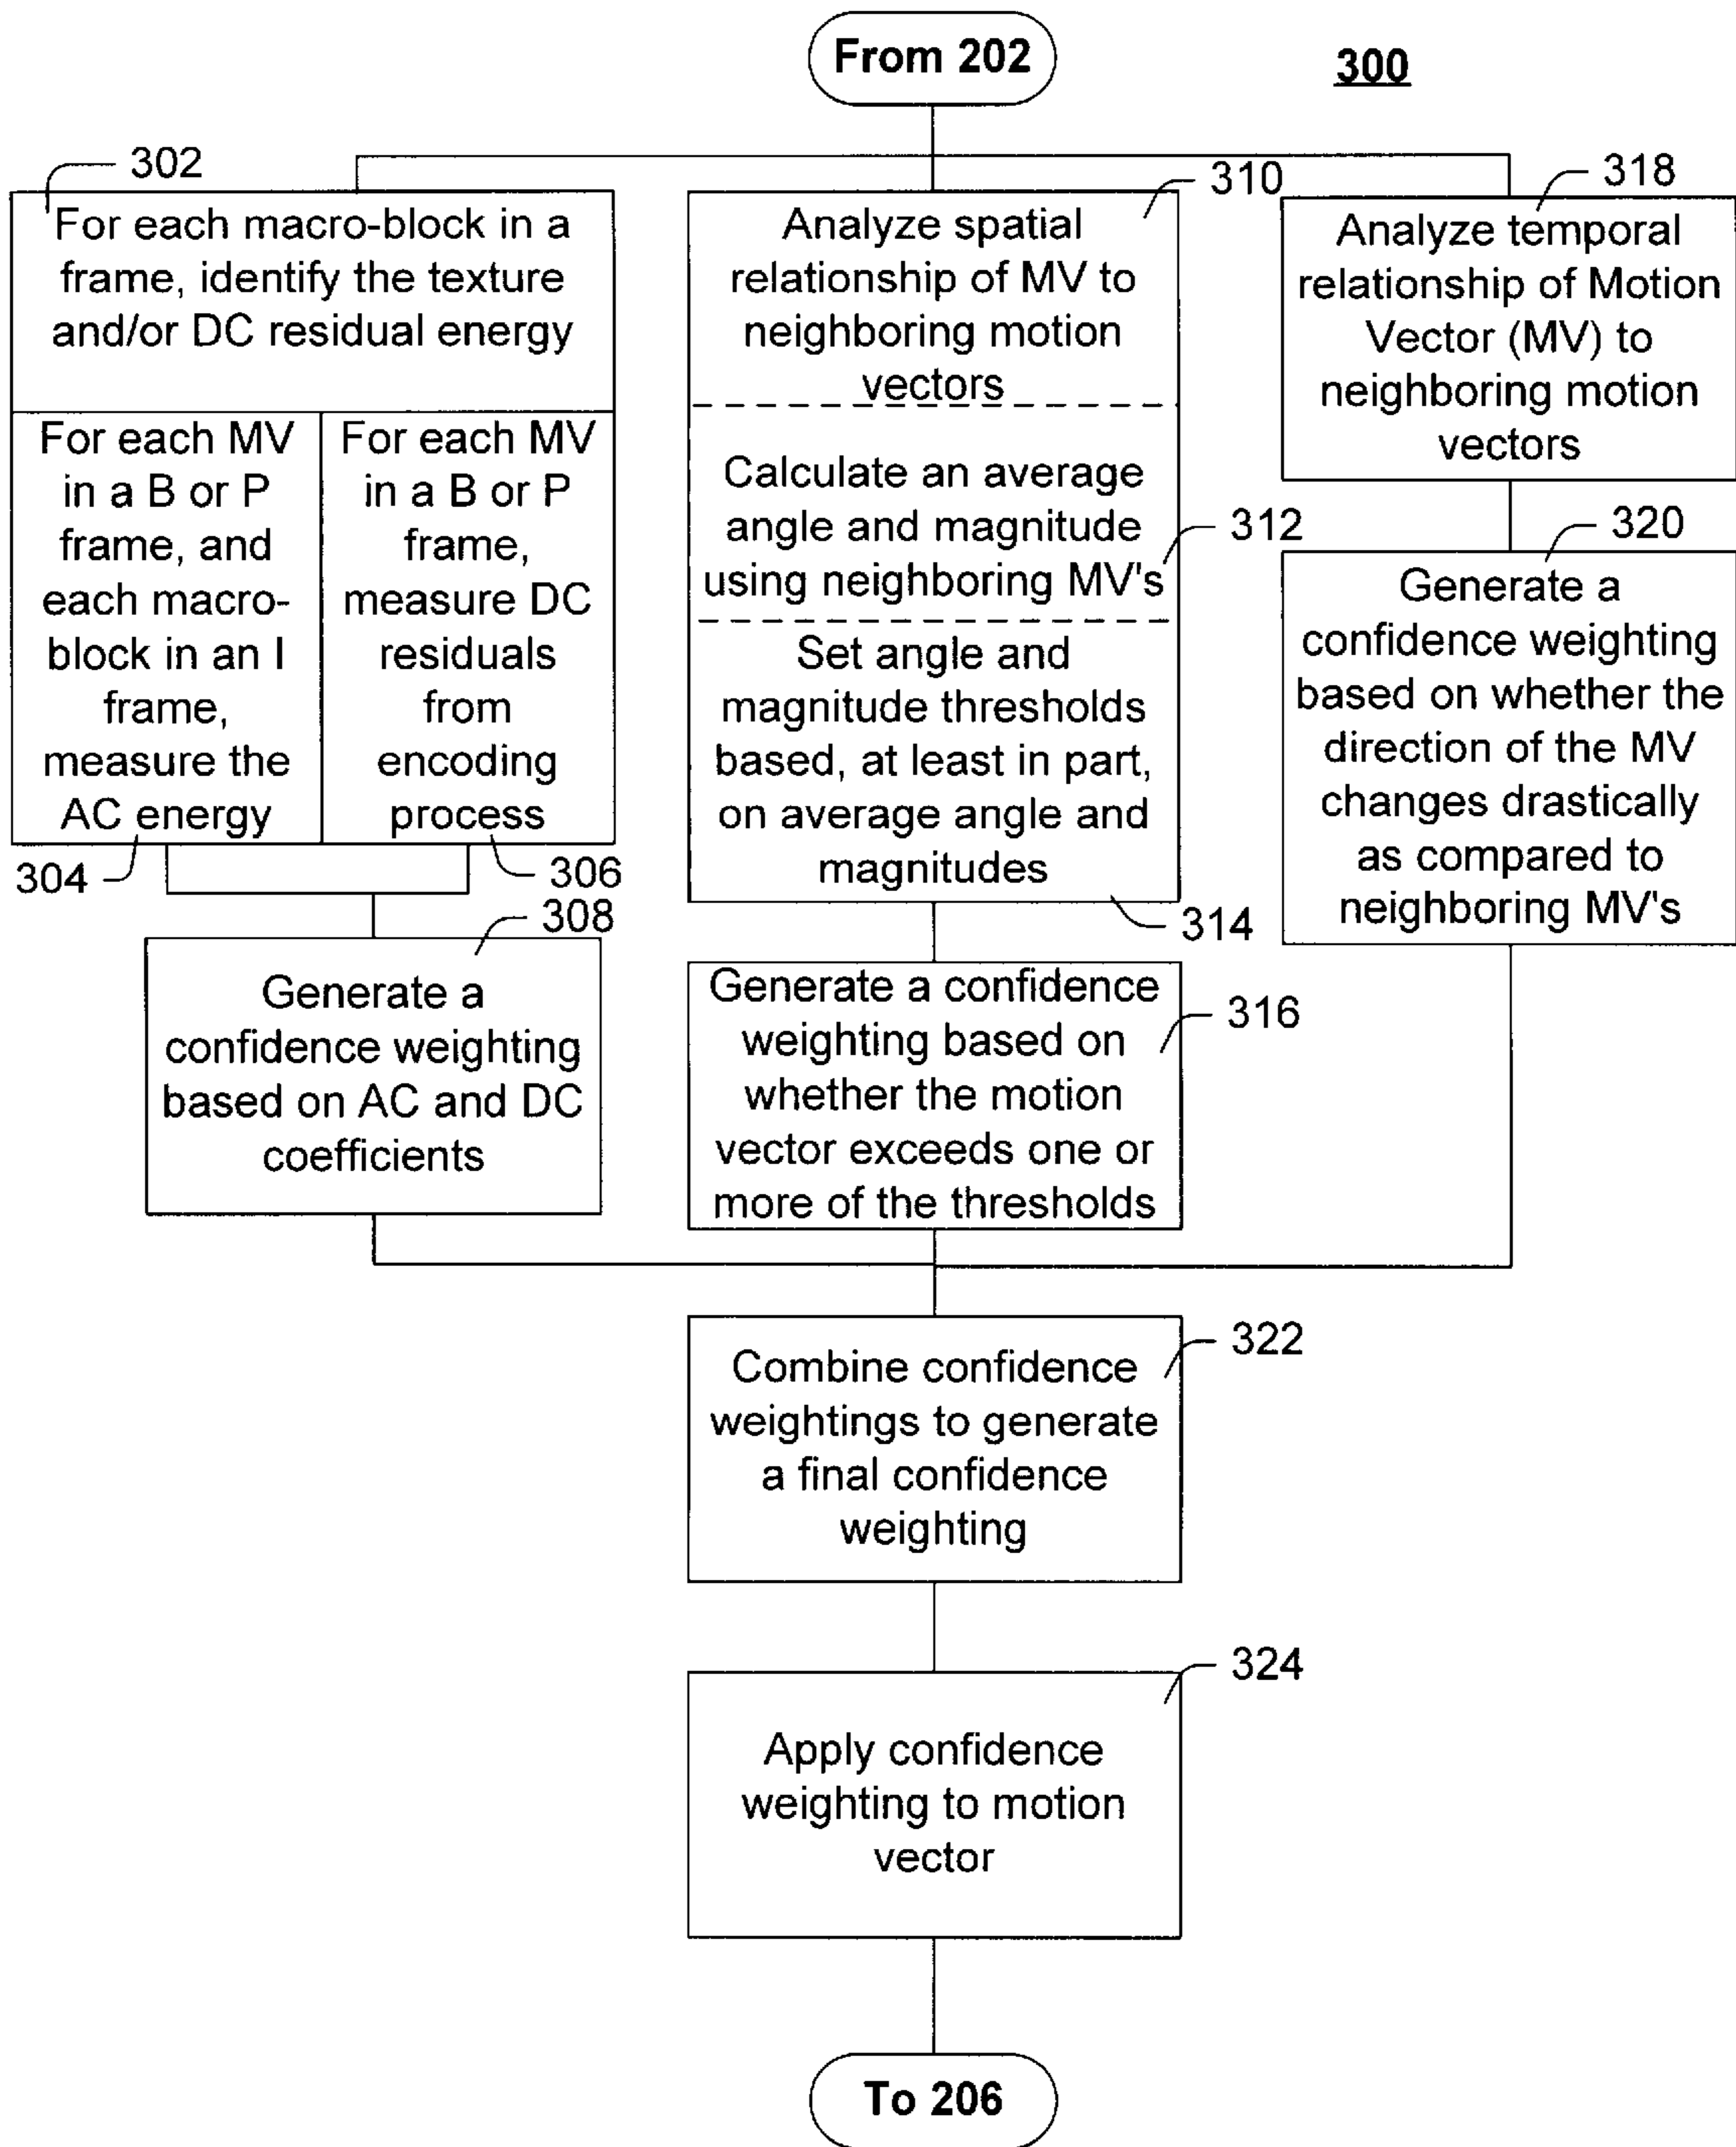 From 202
300
302
For each macro-block in a
frame, identify the texture
and/or DC residual energy
For each MV
in a B or P
frame, and
each macro-
block in an I
frame,
measure the
AC energy
304
For each MV
in a B or P
frame,
measure DC
residuals
from
encoding
process
306
308
Generate a
confidence weighting
based on AC and DC
coefficients
310
Analyze spatial
relationship of MV to
neighboring motion
vectors
Calculate an average
angle and magnitude
using neighboring MV's
312
Set angle and
magnitude thresholds
based, at least in part,
on average angle and
magnitudes
314
Generate a confidence
weighting based on
whether the motion
vector exceeds one or
more of the thresholds
316
318
Analyze temporal
relationship of Motion
Vector (MV) to
neighboring motion
vectors
320
Generate a
confidence weighting
based on whether the
direction of the MV
changes drastically
as compared to
neighboring MV's
322
Combine confidence
weightings to generate
a final confidence
weighting
324
Apply confidence
weighting to motion
vector
To 206